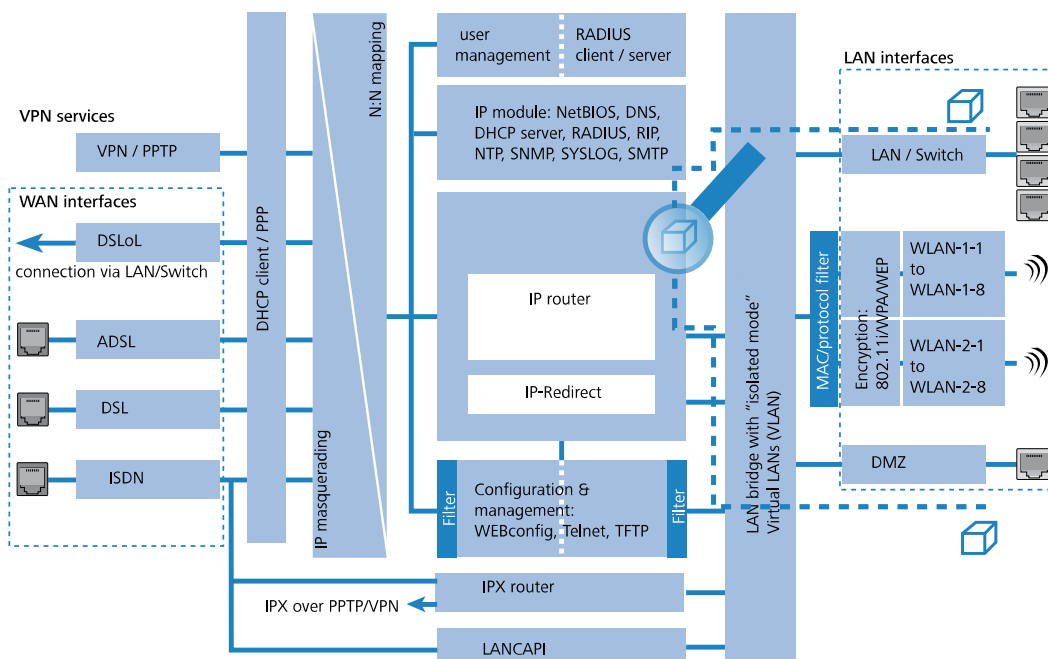 VPN services
VPN / PPTP
WAN interfaces
DSLoL
connection via LAN/Switch
ADSL
DSL
ISDN
DHCP client / PPP
N:N mapping
IP masquerading
user
management
RADIUS
client / server
IP module: NetBIOS, DNS,
DHCP server, RADIUS, RIP,
NTP, SNMP, SYSLOG, SMTP
IP router
IP-Redirect
Filter
Configuration &
management:
WEBconfig, Telnet, TFTP
Filter
IPX router
IPX over PPTP/VPN
LANCAPI
LAN bridge with "isolated mode"
Virtual LANs (VLAN)
LAN interfaces
LAN / Switch
MAC/protocol filter
Encryption:
802.11i/WPA/WEP
WLAN-1-1
to
WLAN-1-8
WLAN-2-1
to
WLAN-2-8
DMZ